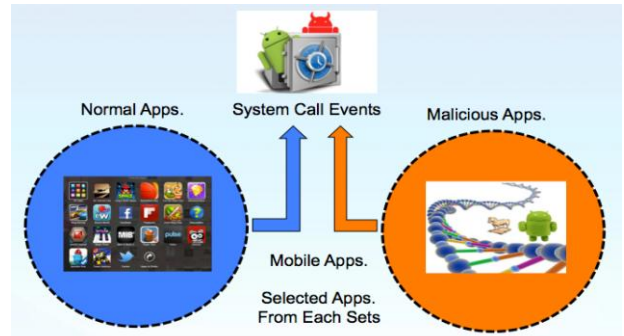 Normal Apps.
System Call Events
Malicious Apps.
Mobile Apps.
Selected Apps.
From Each Sets